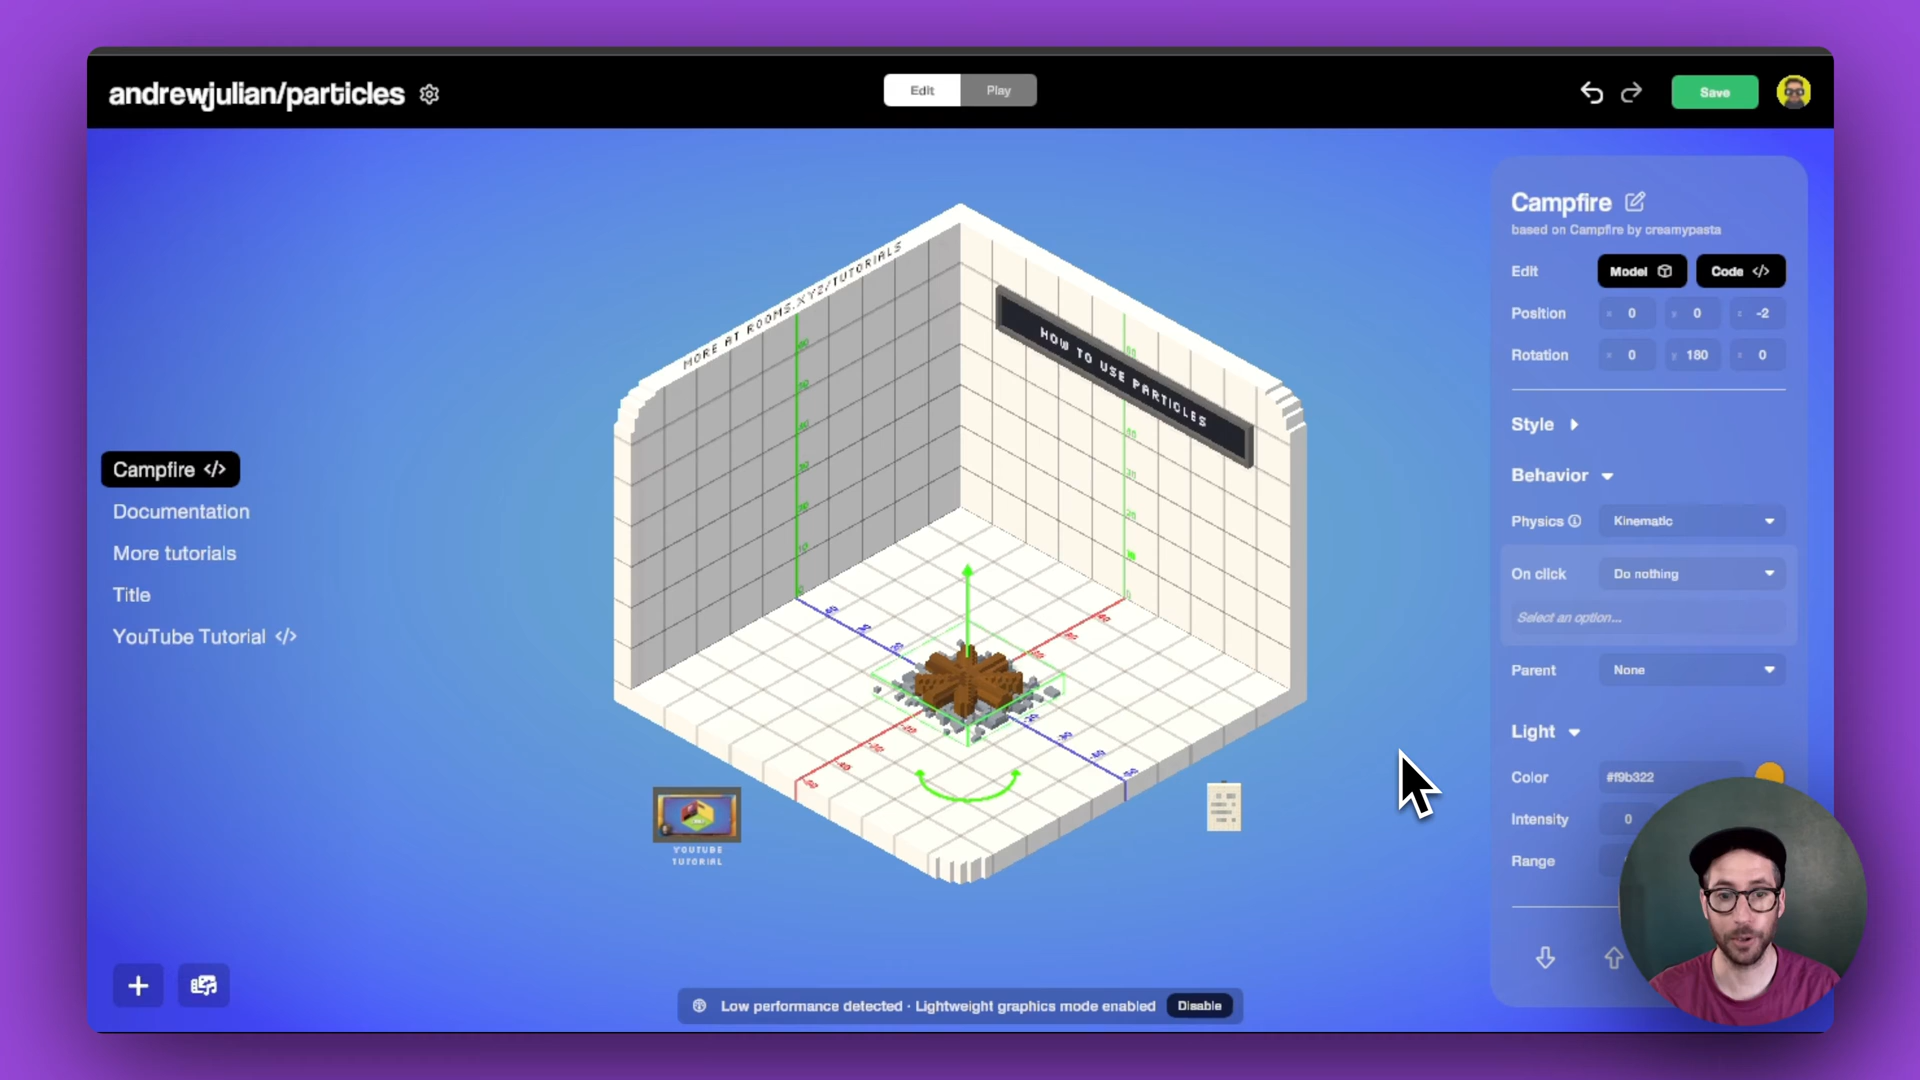 andrewjulian/particles
Edit
Play
Save
Campfire
based on Campfire by creamypasta
Edit
Model
Code </>
Position
x 0
y 0
z -2
Rotation
x 0
y 180
0
Style
Behavior
Physics
Kinematic
On click
Do nothing
Select an option...
Parent
None
Light
Color
#f9b322
Intensity
0
Range
Campfire </>
Documentation
More tutorials
Title
YouTube Tutorial </>
MORE AT ROOMS.XYZ/TUTORIALS
HOW TO USE PARTICLES
YOUTUBE
TUTORIAL
Low performance detected · Lightweight graphics mode enabled
Disable